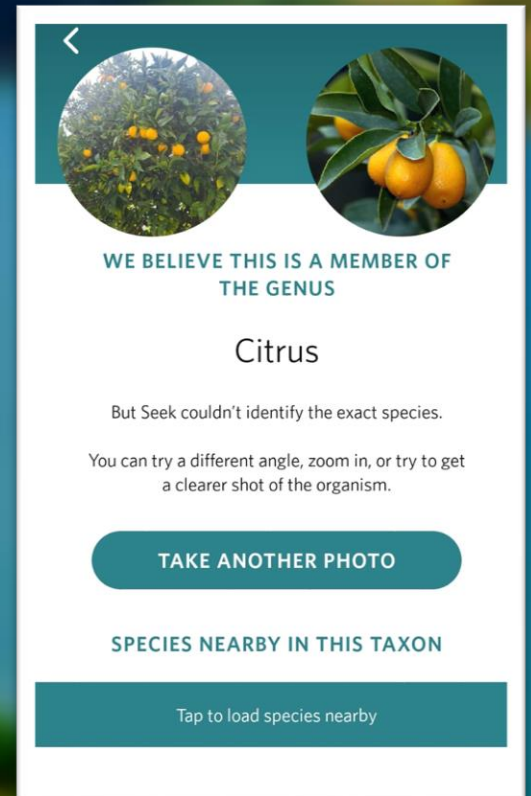 WE BELIEVE THIS IS A MEMBER OF
THE GENUS
Citrus
But Seek couldn't identify the exact species.
You can try a different angle, zoom in, or try to get
a clearer shot of the organism.
TAKE ANOTHER PHOTO
SPECIES NEARBY IN THIS TAXON
Tap to load species nearby